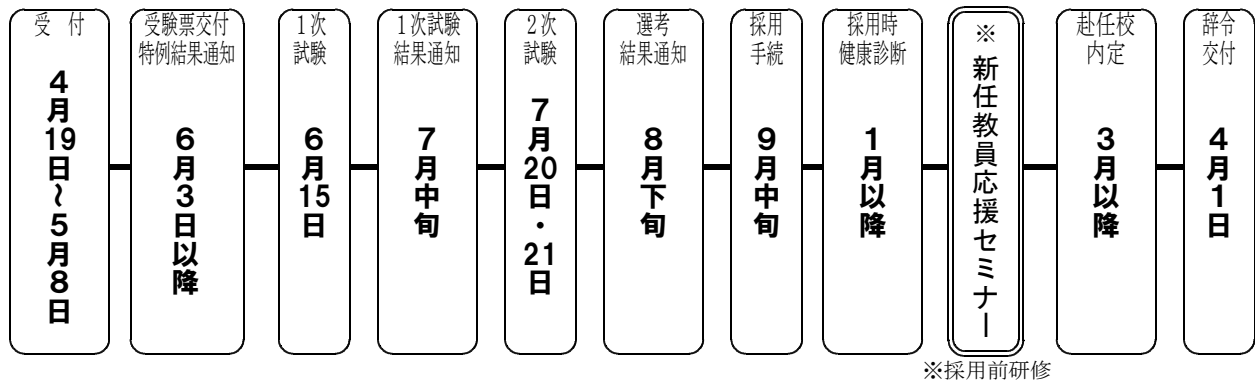 受 付
4月19日~5月8日
受験票交付
特例結果通知
6月3日以降
1次
試験
6月15日
1次試験
結果通知
7月中旬
2次
試験
7月20日・21日
選考
結果通知
8月下旬
採用
手続
9月中旬
採用時
健康診断
1月以降
※新任教員応援セミナー
赴任校
内定
3月以降
辞令
交付
4月1日
※採用前研修